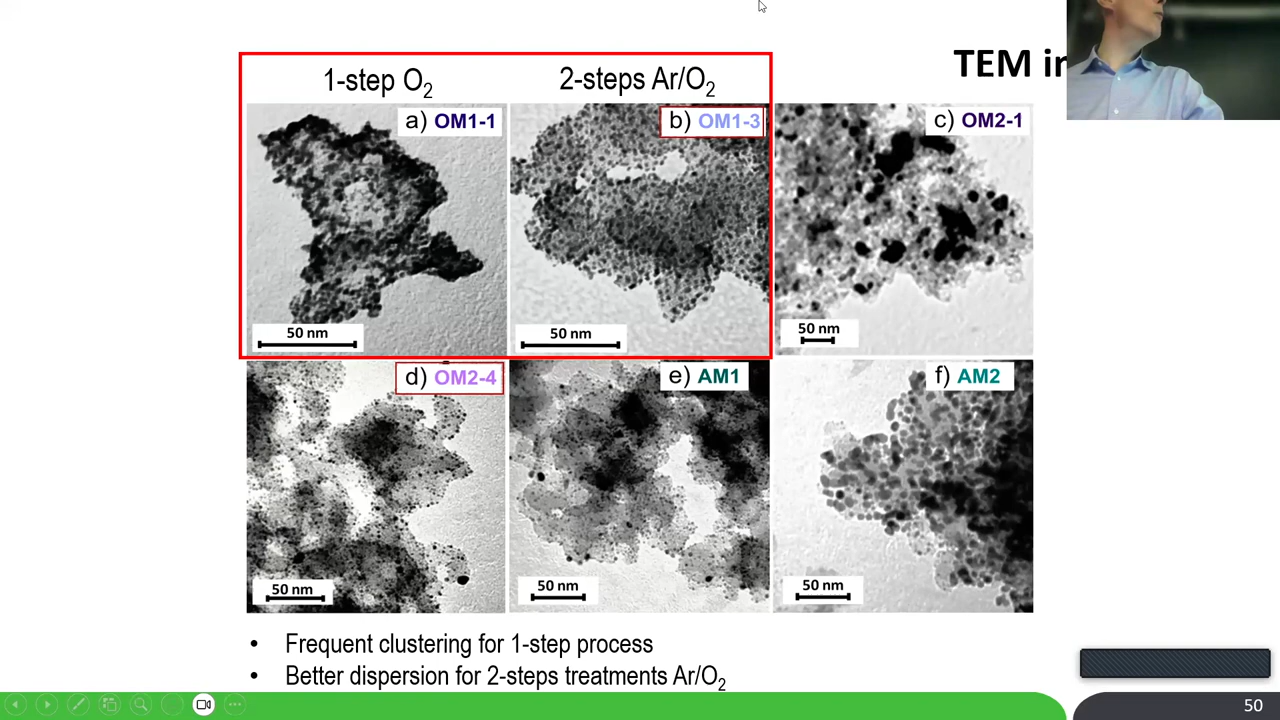 TEM
1-step O₂
2-steps Ar/O₂
a) OM1-1
b) OM1-3
c) OM2-1
50 nm
50 nm
50 nm
d) OM2-4
e) AM1
f) AM2
50 nm
50 nm
50 nm
• Frequent clustering for 1-step process
• Better dispersion for 2-steps treatments Ar/O₂
50